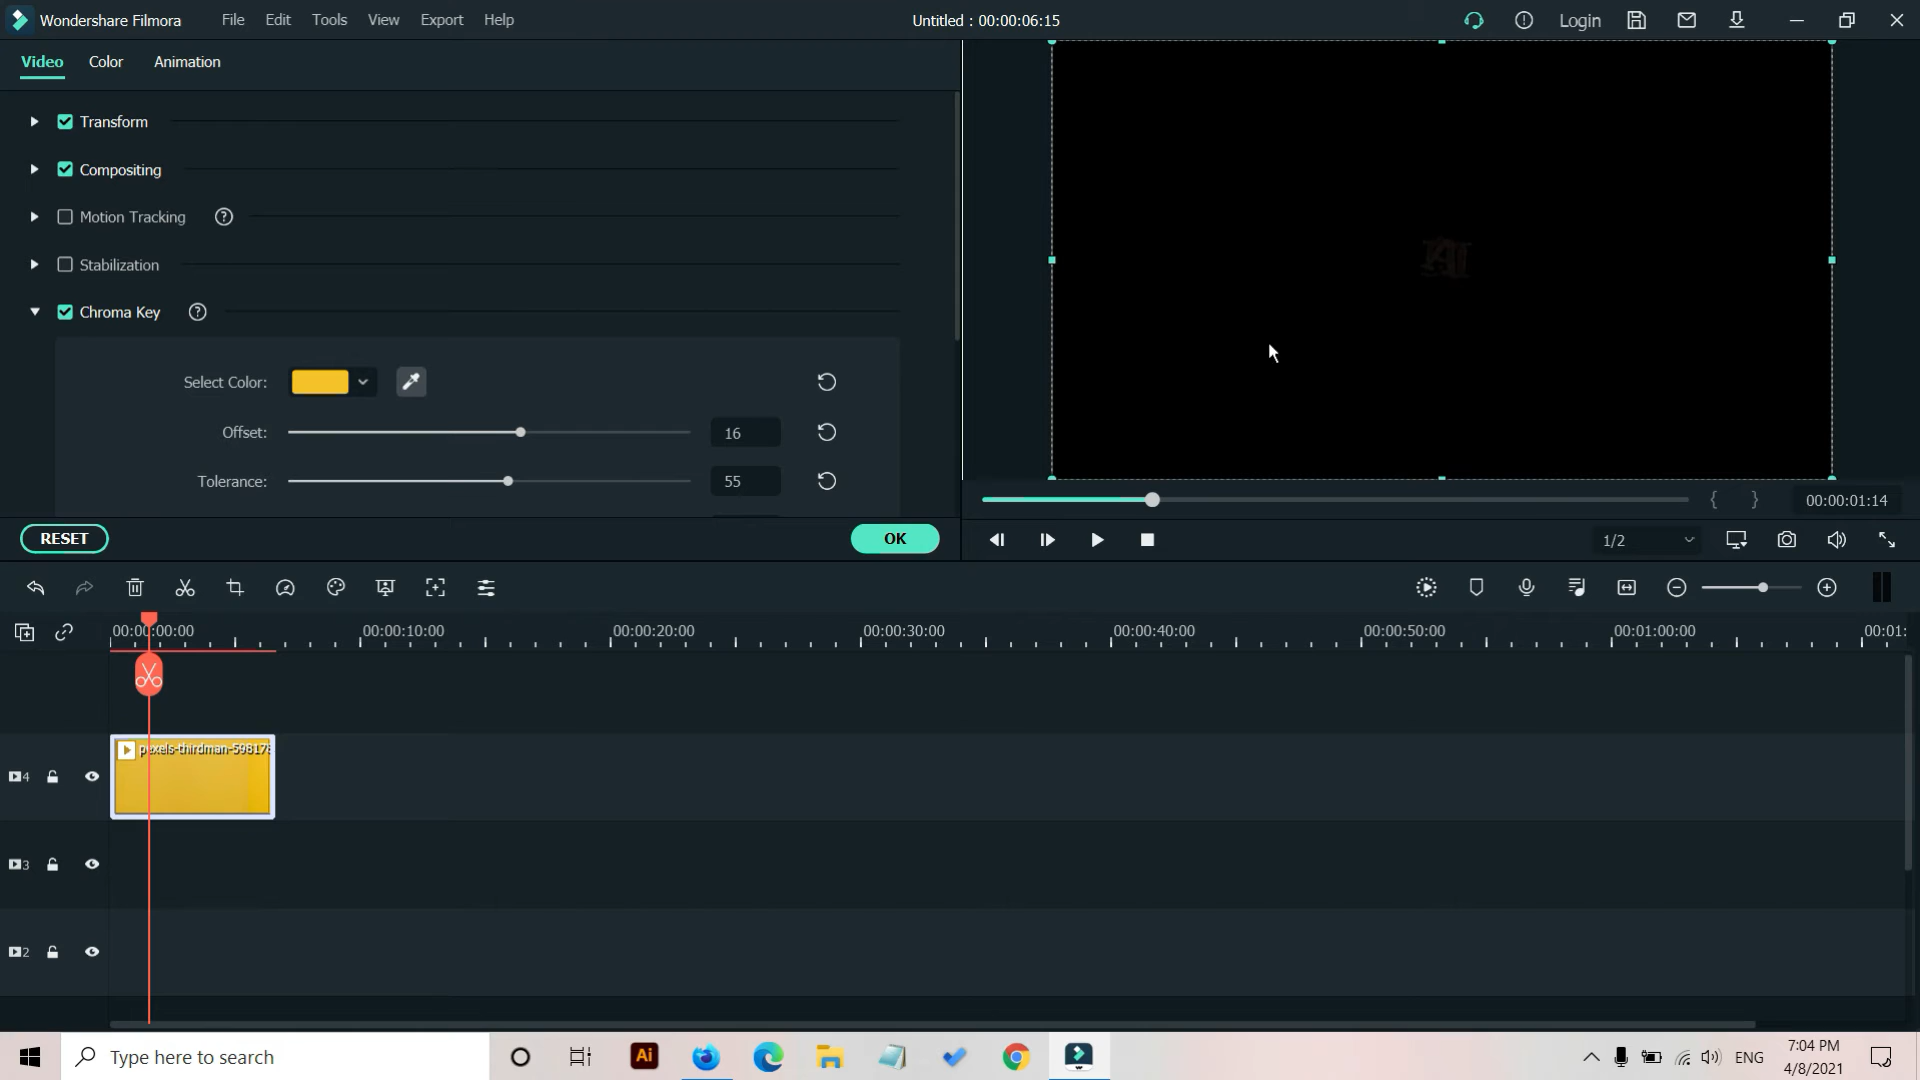 Wondershare Filmora File Edit Tools View Export Help Untitled : 00:00:06:15 Login
Video Color Animation
Transform
Compositing
Motion Tracking ?
Stabilization
Chroma Key ?
Select Color:
Offset: 16
Tolerance: 55
AI
{ } 00:00:01:14
RESET OK
1/2
00:00:00:00 00:00:10:00 00:00:20:00 00:00:30:00 00:00:40:00 00:00:50:00 00:01:00:00 00:01:
pexels-thirdman-598178
4
3
2
Type here to search
Ai
ENG
7:04 PM
4/8/2021